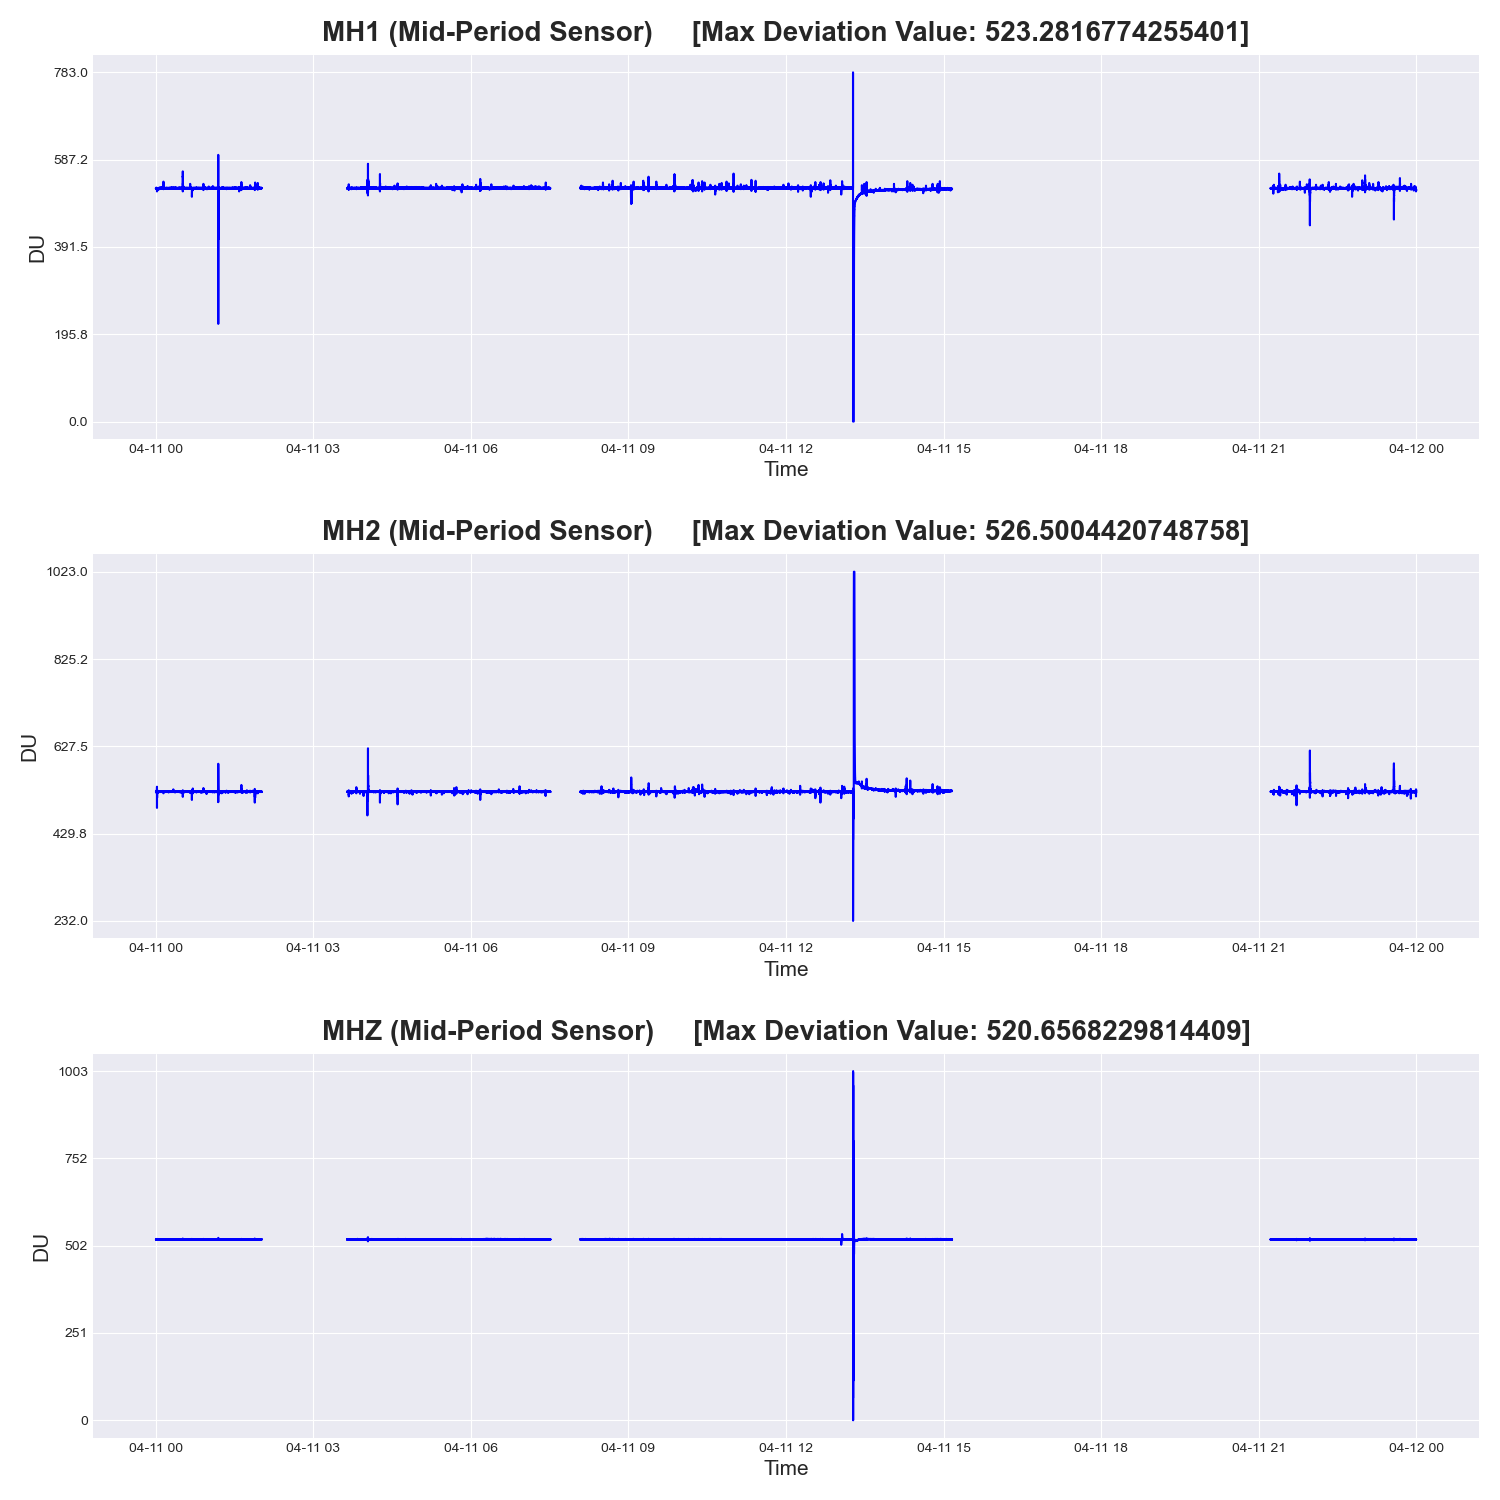 MH1 (Mid-Period Sensor) [Max Deviation Value: 523.2816774255401]
783.0
587.2
391.5
195.8
0.0
DU
04-11 00 04-11 03 04-11 06 04-11 09 04-11 12 04-11 15 04-11 18 04-11 21 04-12 00
Time
MH2 (Mid-Period Sensor) [Max Deviation Value: 526.5004420748758]
1023.0
825.2
627.5
429.8
232.0
DU
04-11 00 04-11 03 04-11 06 04-11 09 04-11 12 04-11 15 04-11 18 04-11 21 04-12 00
Time
MHZ (Mid-Period Sensor) [Max Deviation Value: 520.6568229814409]
1003
752
502
251
0
DU
04-11 00 04-11 03 04-11 06 04-11 09 04-11 12 04-11 15 04-11 18 04-11 21 04-12 00
Time